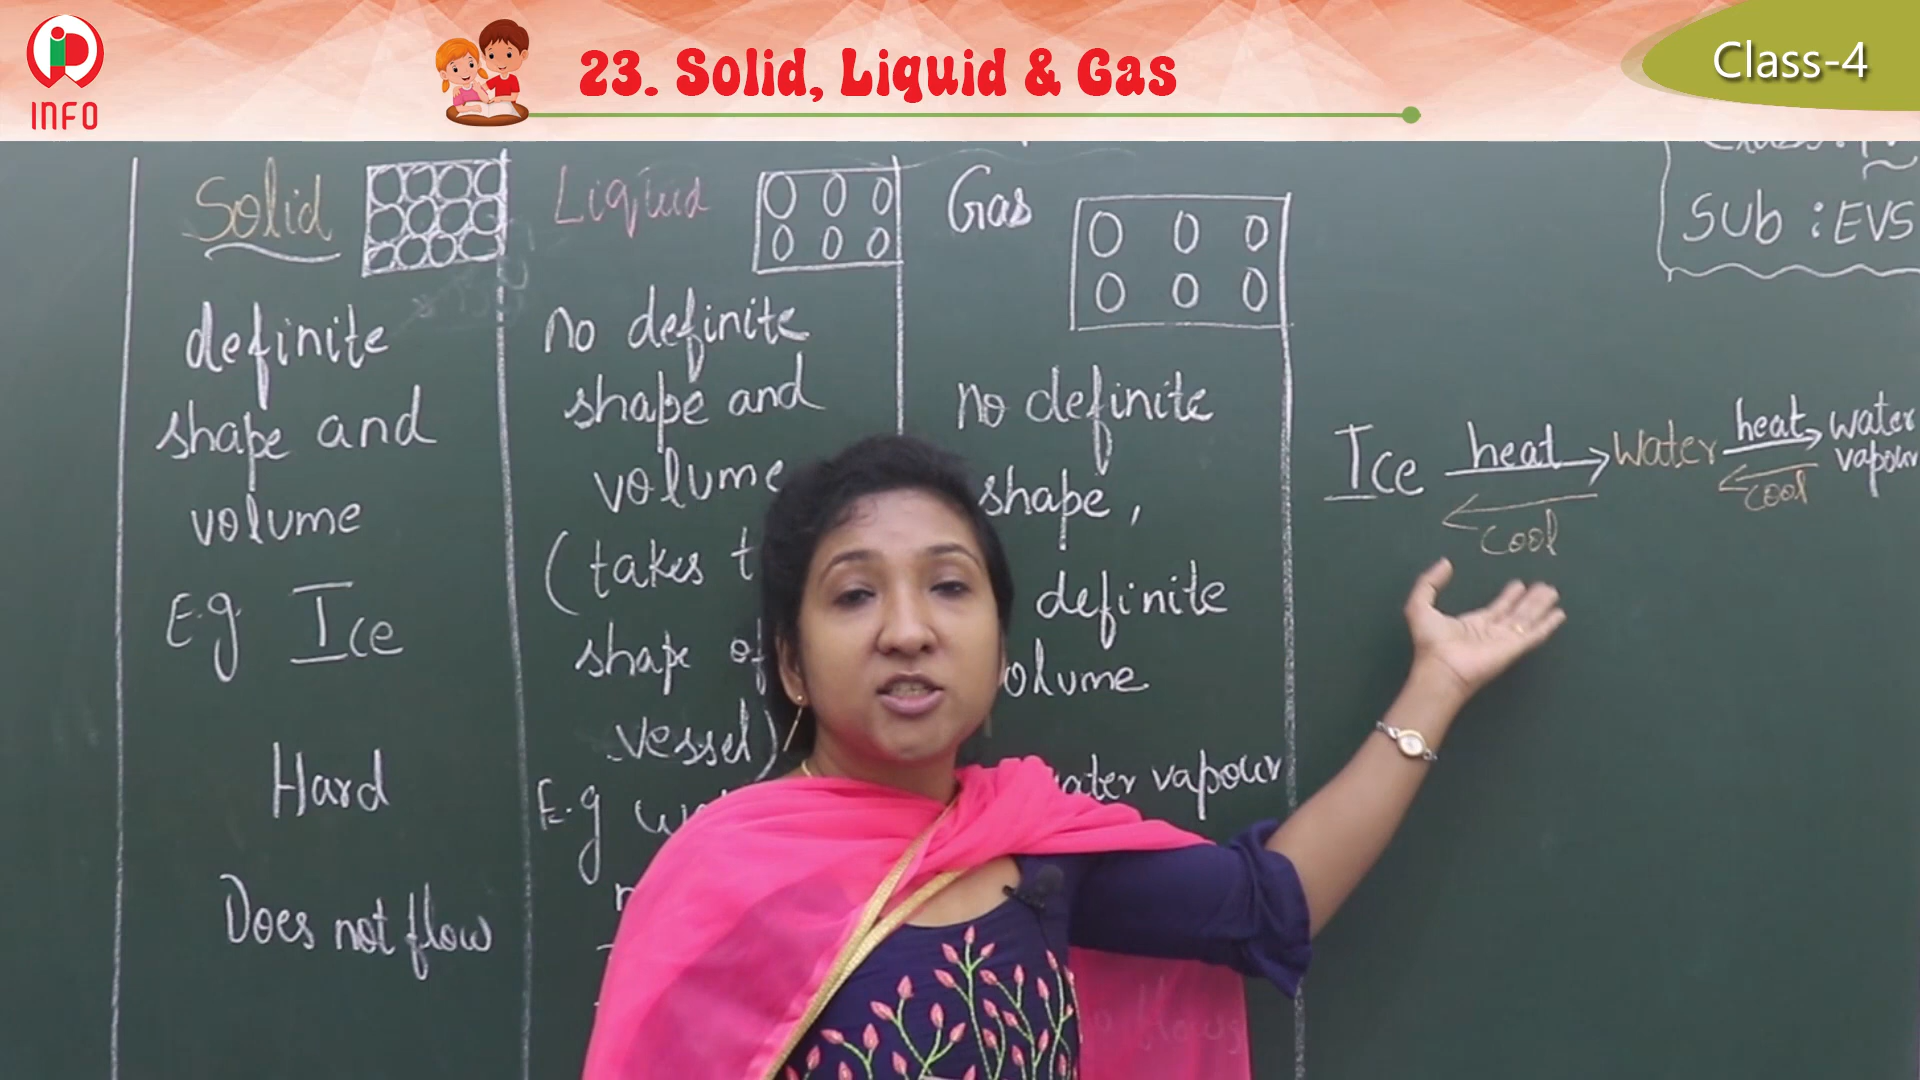 INFO
23. Solid, Liquid & Gas
Class-4
Sub : EVS
Solid
definite
shape and
volume
E.g Ice
Hard
Does not flow
Liquid
no definite
shape and
volume
(takes
shape of
vessel)
E.g
Gas
no definite
shape,
definite
vapour
Ice heat water heat water
vapour
cool cool